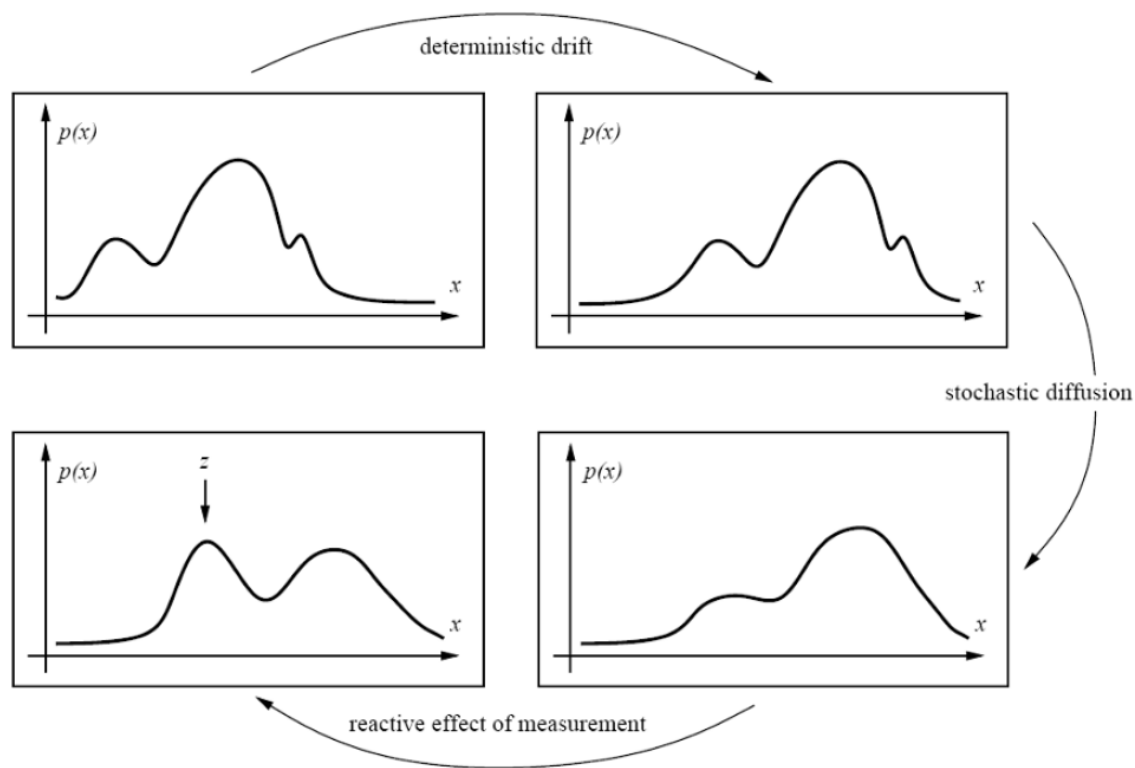 deterministic drift
p(x)
x
p(x)
x
stochastic diffusion
p(x)
z
x
p(x)
x
reactive effect of measurement